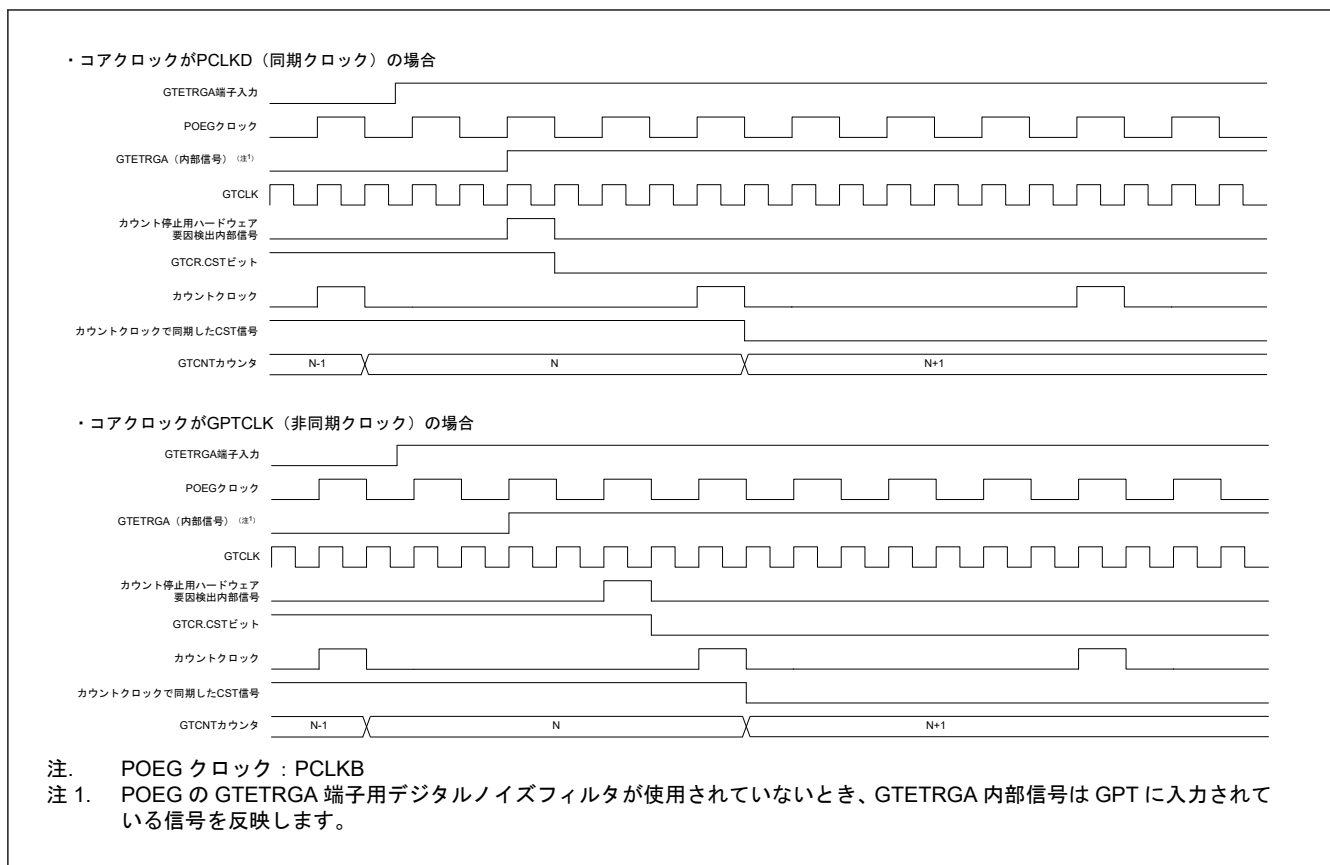 ・コアクロックがPCLKD（同期クロック）の場合
GTETRGA端子入力
POEGクロック
GTETRGA（内部信号）（注1）
GTCLK
カウント停止用ハードウェア
要因検出内部信号
GTCR.CSTビット
カウントクロック
カウントクロックで同期したCST信号
GTCNTカウンタ N-1 N N+1
・コアクロックがGPTCLK（非同期クロック）の場合
GTETRGA端子入力
POEGクロック
GTETRGA（内部信号）（注1）
GTCLK
カウント停止用ハードウェア
要因検出内部信号
GTCR.CSTビット
カウントクロック
カウントクロックで同期したCST信号
GTCNTカウンタ N-1 N N+1
注. POEG クロック：PCLKB
注 1. POEG の GTETRGA 端子用デジタルノイズフィルタが使用されていないとき、GTETRGA 内部信号は GPT に入力されて
いる信号を反映します。